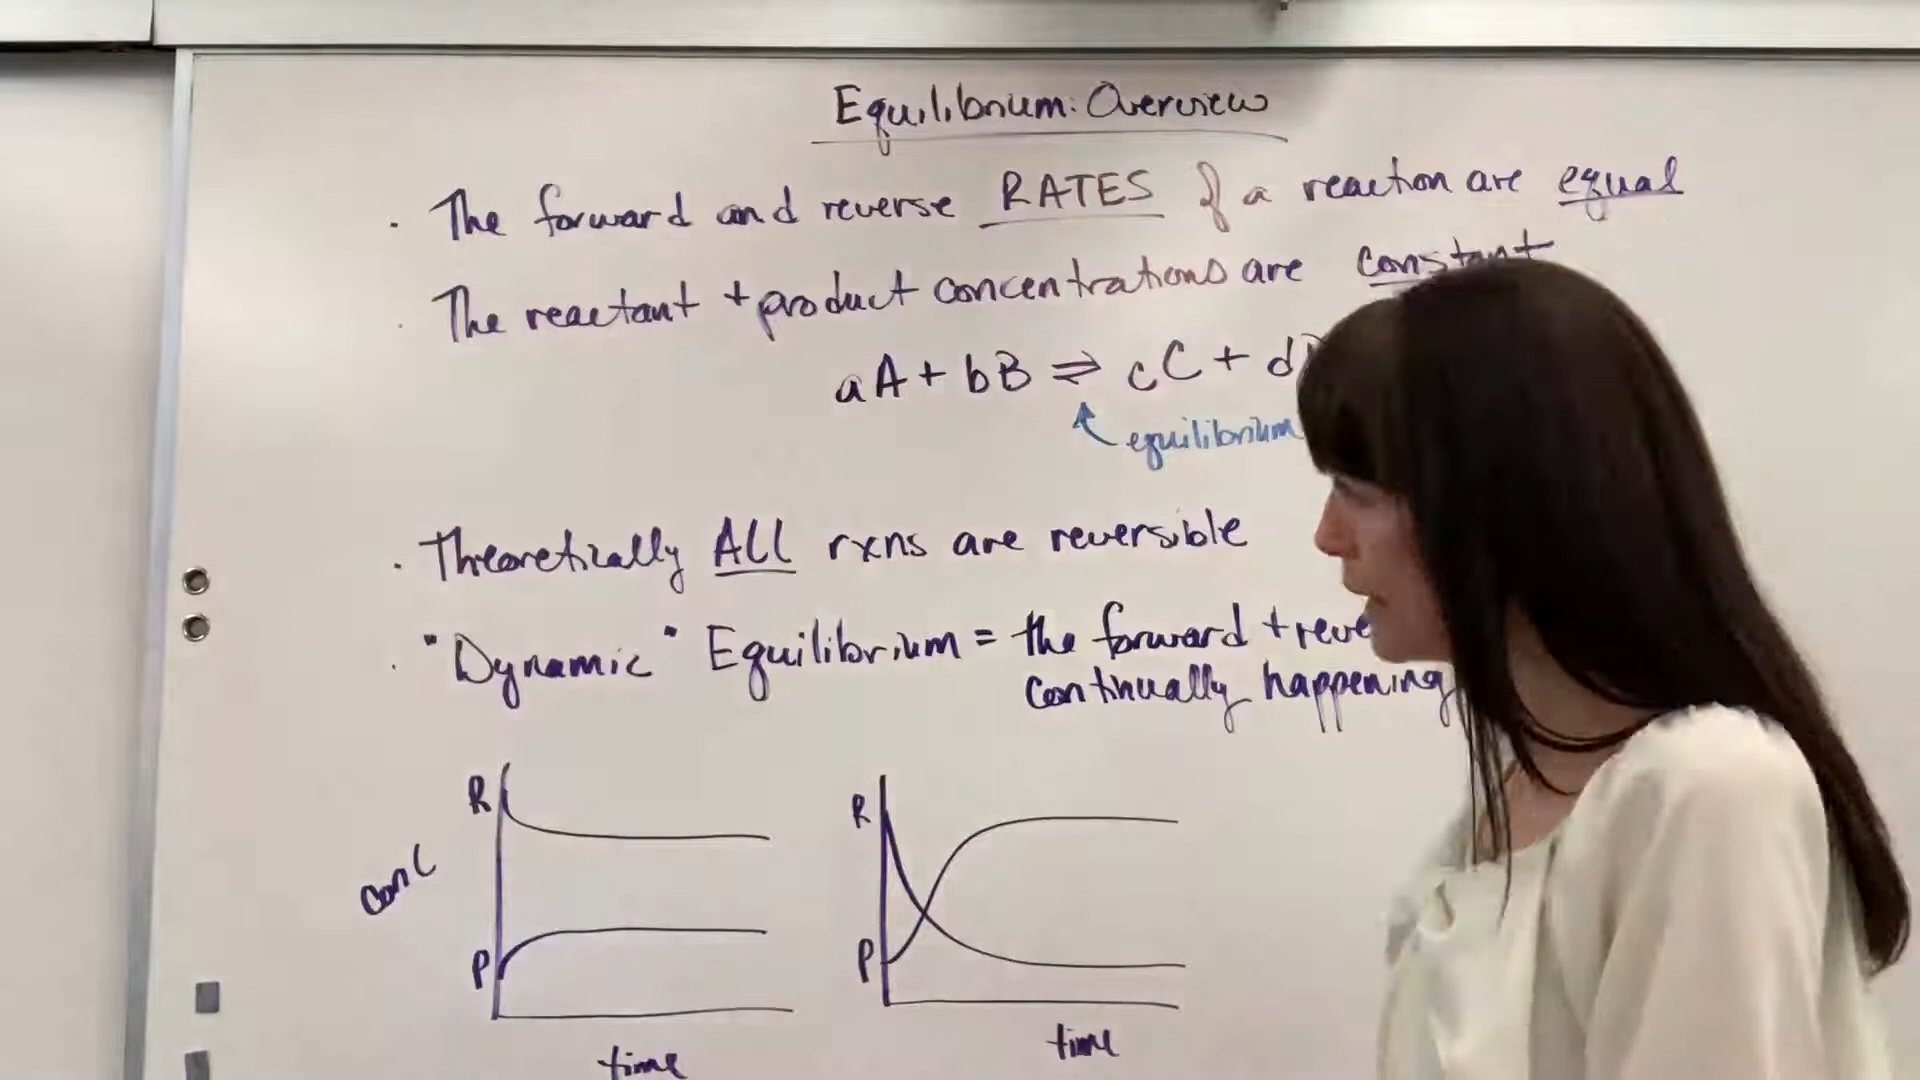 Equilibrium: Overview
· The forward and reverse RATES of a reaction are equal
· The reactant + product concentrations are constant
aA + bB ⇌ cC + d
equilibrium
· Theoretically ALL rxns are reversible
· "Dynamic" Equilibrium = the forward + reve
continually happening
R
R
conc
P
P
time
time